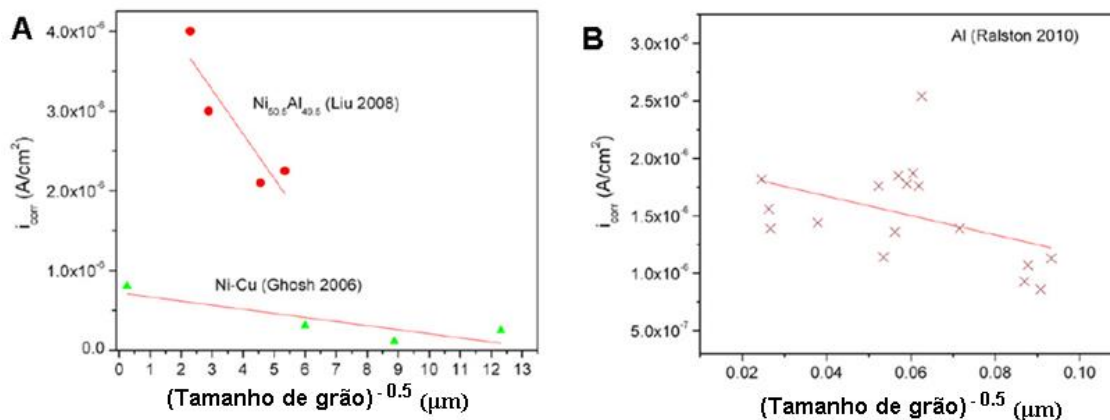 A
4.0x10⁻⁶
3.0x10⁻⁶
2.0x10⁻⁶
1.0x10⁻⁶
0.0
i_corr (A/cm²)
Ni₅₀.₅Al₄₉.₅ (Liu 2008)
Ni-Cu (Ghosh 2006)
0 1 2 3 4 5 6 7 8 9 10 11 12 13
(Tamanho de grão)⁻⁰·⁵ (µm)
B
Al (Ralston 2010)
3.0x10⁻⁶
2.5x10⁻⁶
2.0x10⁻⁶
1.5x10⁻⁶
1.0x10⁻⁶
5.0x10⁻⁷
i_corr (A/cm²)
0.02 0.04 0.06 0.08 0.10
(Tamanho de grão)⁻⁰·⁵ (µm)